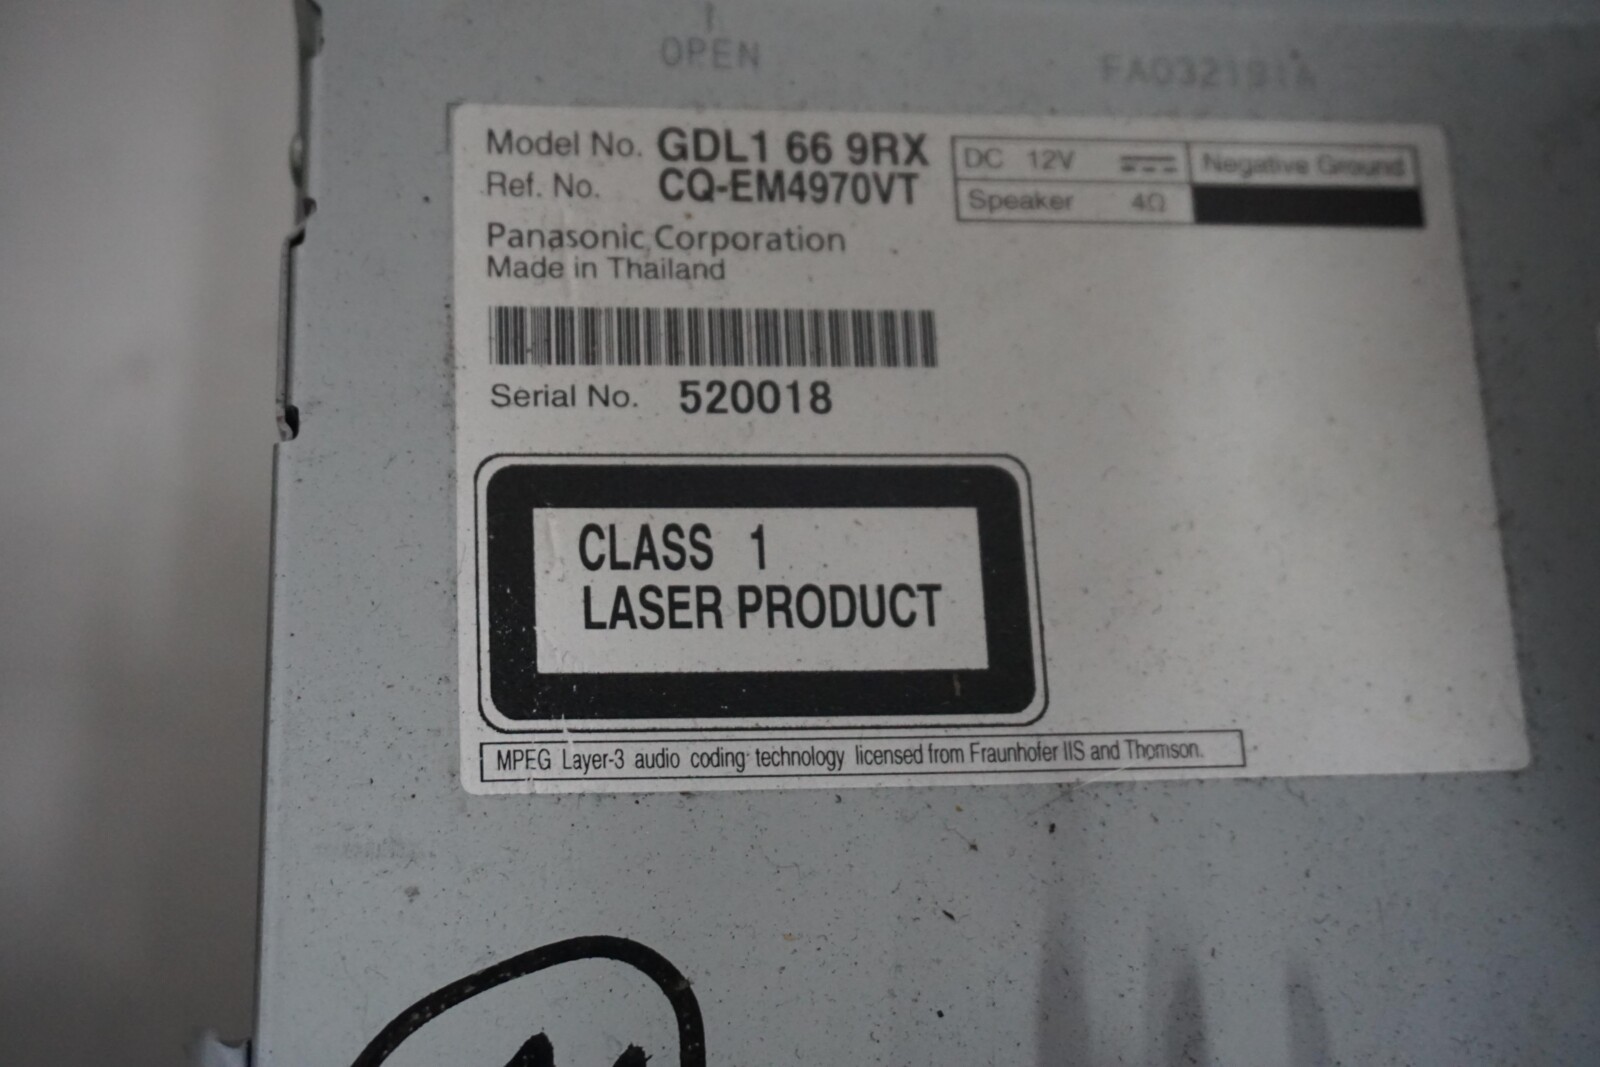 OPEN
FA032191A
Model No. GDL1 66 9RX
Ref. No. CQ-EM4970VT
DC 12V Negative Ground
Speaker 4Ω
Panasonic Corporation
Made in Thailand
Serial No. 520018
CLASS 1
LASER PRODUCT
MPEG Layer-3 audio coding technology licensed from Fraunhofer IIS and Thomson.